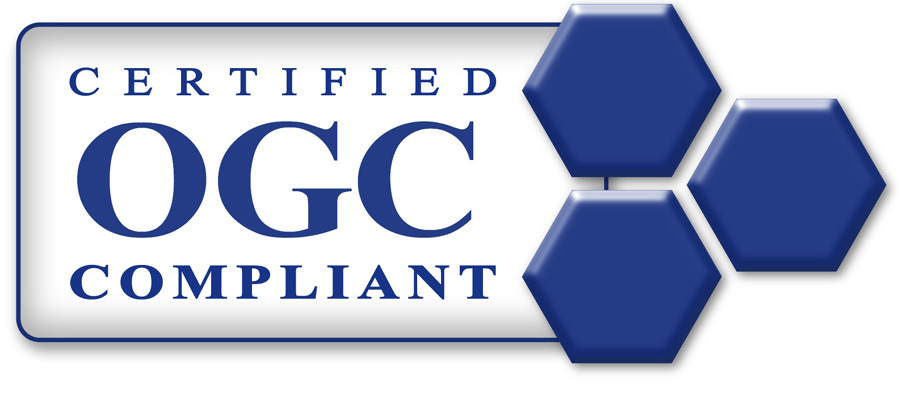 CERTIFIED
OGC
COMPLIANT